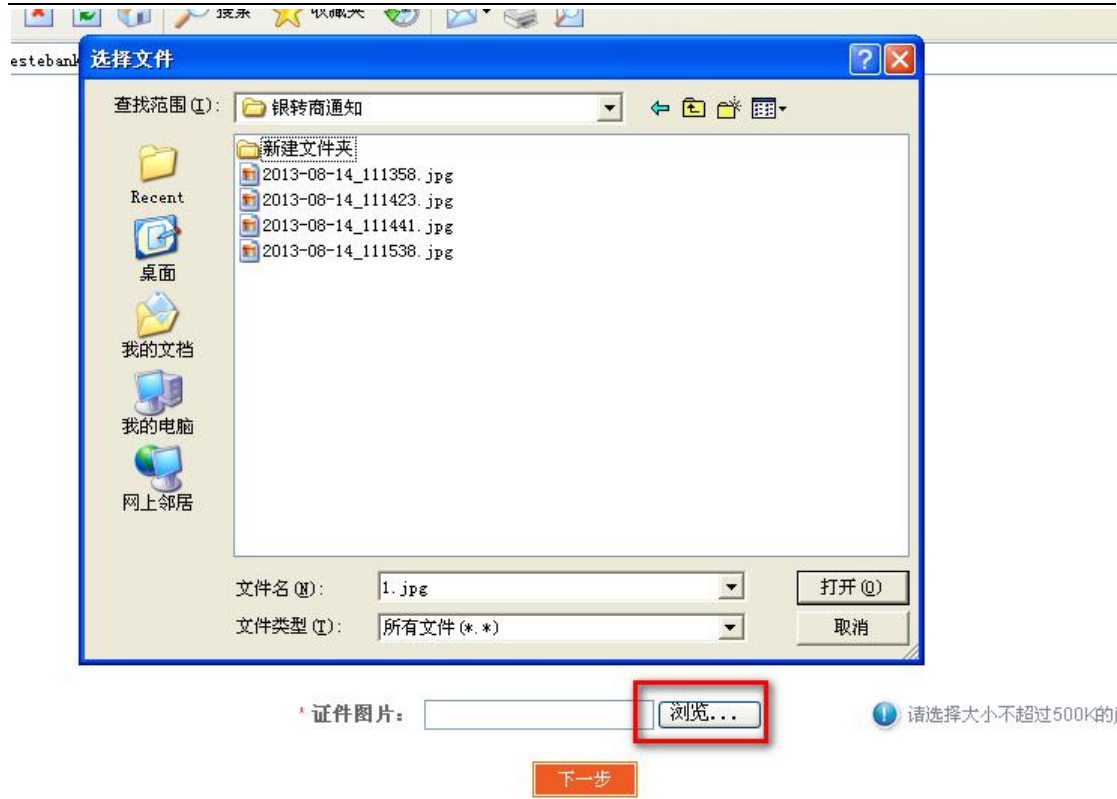 搜索 收藏夹
estebank
选择文件
查找范围(I):
银转商通知
新建文件夹
2013-08-14_111358.jpg
2013-08-14_111423.jpg
2013-08-14_111441.jpg
2013-08-14_111538.jpg
Recent
桌面
我的文档
我的电脑
网上邻居
文件名(N): 1.jpg 打开(O)
文件类型(T): 所有文件(*.*) 取消
* 证件图片: 浏览... 请选择大小不超过500K的
下一步